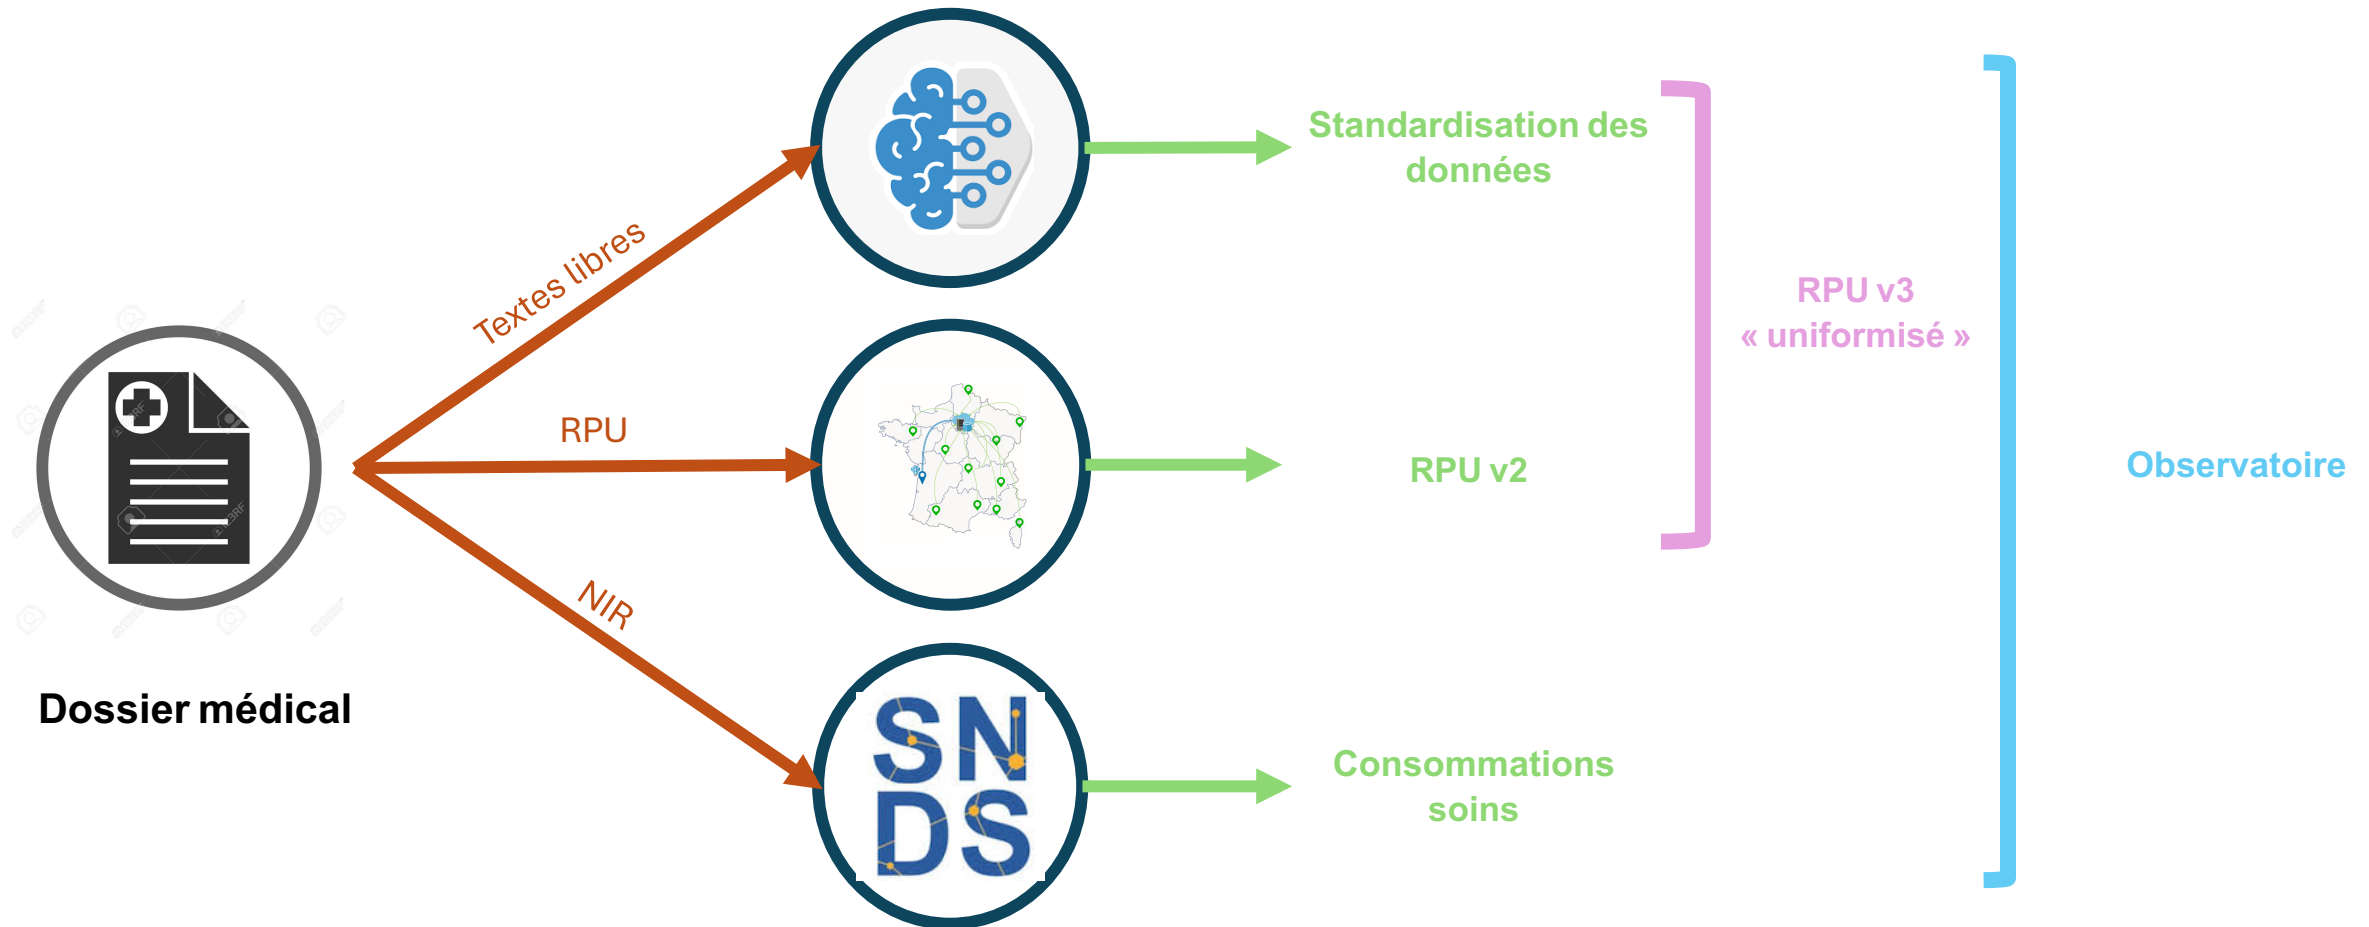 Textes libres
Standardisation des
données
RPU v3
« uniformisé »
RPU
RPU v2
Observatoire
NIR
Dossier médical
SN
DS
Consommations
soins